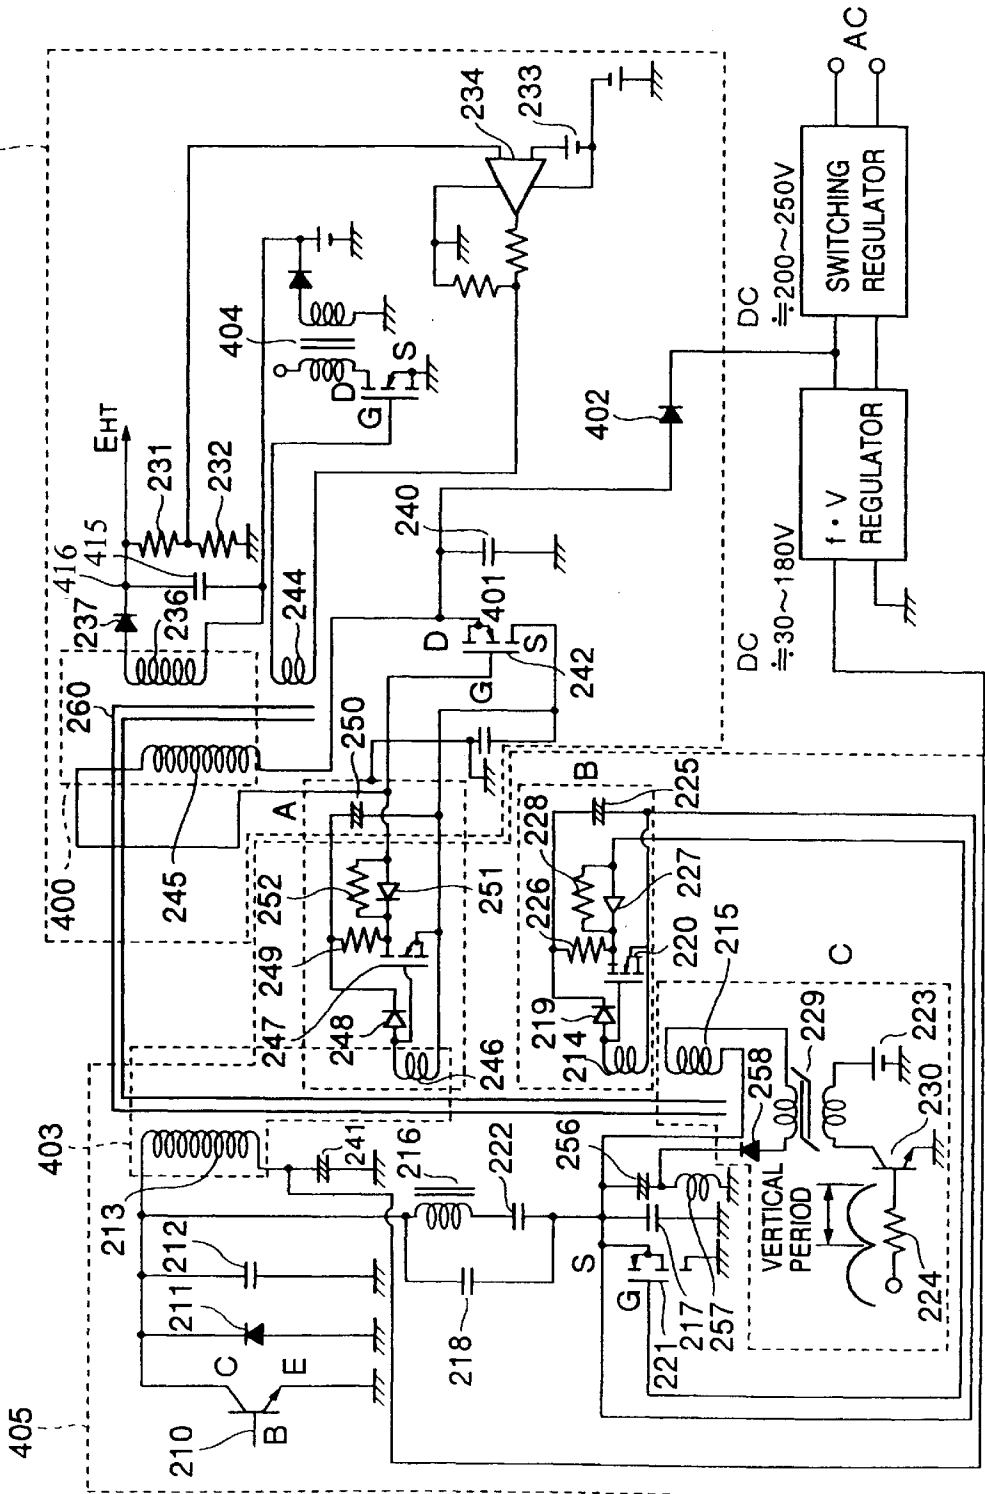 405
403
213
212
211
210
C
B
E
241
216
222
218
256
S
G
221
217
257
VERTICAL
PERIOD
224
230
223
229
258
C
215
214
219
220
226
227
228
225
B
246
248
247
249
252
251
250
A
400
245
260
237
236
416
415
EHT
231
232
244
404
D
G
S
234
233
240
401
D
G
S
242
402
DC
≒200~250V
DC
≒30~180V
f・V
REGULATOR
SWITCHING
REGULATOR
AC